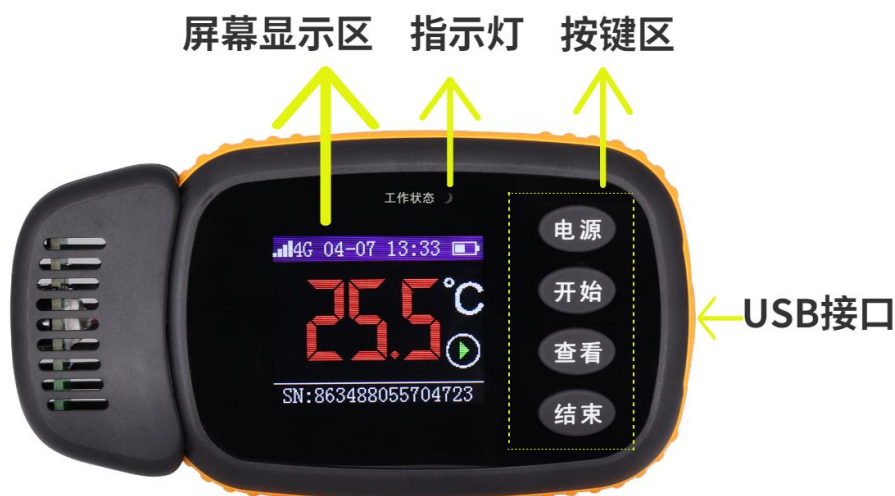 屏幕显示区 指示灯 按键区
工作状态
4G 04-07 13:33
25.5℃
SN:863488055704723
电源
开始
查看
结束
USB接口